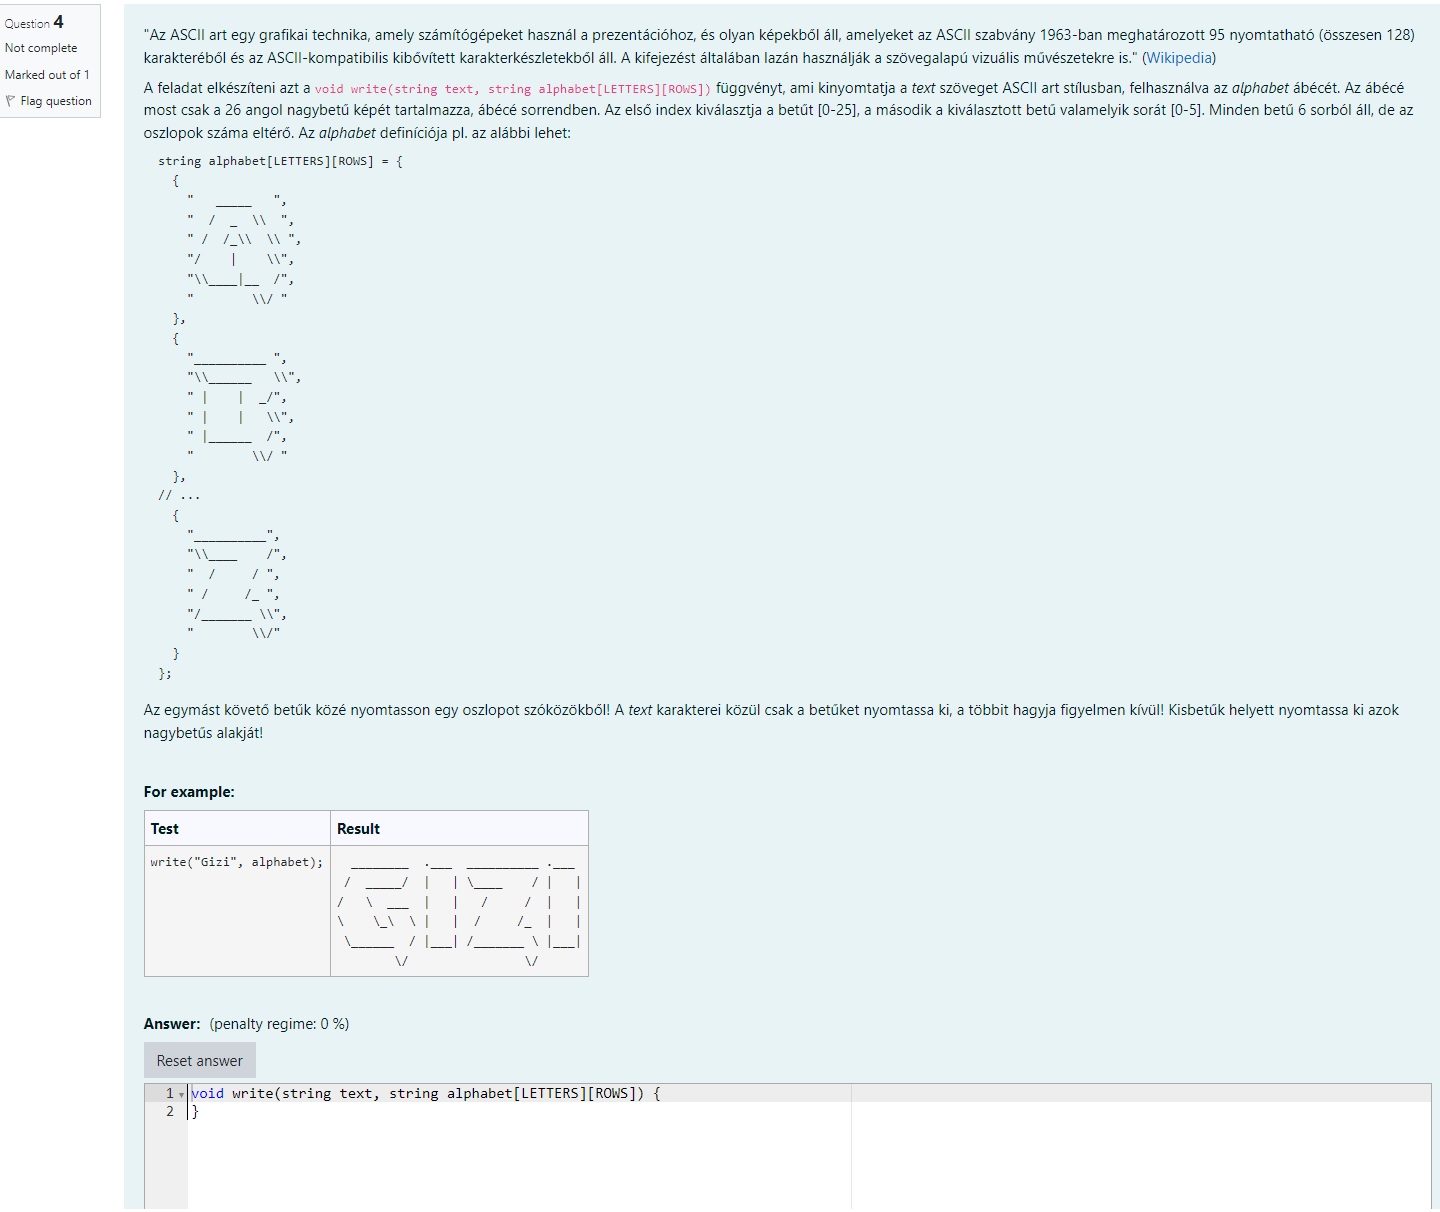 Question 4
Not complete
Marked out of 1
Flag question
"Az ASCII art egy grafikai technika, amely számítógépeket használ a prezentációhoz, és olyan képekből áll, amelyeket az ASCII szabvány 1963-ban meghatározott 95 nyomtatható (összesen 128)
karakteréből és az ASCII-kompatibilis kibővített karakterkészletekből áll. A kifejezést általában lazán használják a szövegalapú vizuális művészetekre is." (Wikipedia)
A feladat elkészíteni azt a void write(string text, string alphabet[LETTERS][ROWS]) függvényt, ami kinyomtatja a text szöveget ASCII art stílusban, felhasználva az alphabet ábécét. Az ábécé
most csak a 26 angol nagybetű képét tartalmazza, ábécé sorrendben. Az első index kiválasztja a betűt [0-25], a második a kiválasztott betű valamelyik sorát [0-5]. Minden betű 6 sorból áll, de az
oszlopok száma eltérő. Az alphabet definíciója pl. az alábbi lehet:
string alphabet[LETTERS][ROWS] = {
  {
    "   _____   ",
    "  /  _  \\  ",
    " /  /_\\  \\ ",
    "/    |    \\",
    "\\____|__  /",
    "        \\/ "
  },
  {
    "__________ ",
    "\\______   \\",
    " |    |  _/",
    " |    |   \\",
    " |______  /",
    "        \\/ "
  },
// ...
  {
    "__________",
    "\\____    /",
    "  /     / ",
    " /     /_ ",
    "/_______ \\",
    "        \\/"
  }
};
Az egymást követő betűk közé nyomtasson egy oszlopot szóközökből! A text karakterei közül csak a betűket nyomtassa ki, a többit hagyja figyelmen kívül! Kisbetűk helyett nyomtassa ki azok
nagybetűs alakját!
For example:
Test Result
write("Gizi", alphabet);
  ________  .___  __________ .___
 /  _____/  |   | \____    / |   |
/   \  ___  |   |   /     /  |   |
\    \_\  \ |   |  /     /_  |   |
 \______  / |___| /_______ \ |___|
        \/                \/
Answer: (penalty regime: 0 %)
Reset answer
1 void write(string text, string alphabet[LETTERS][ROWS]) {
2 }